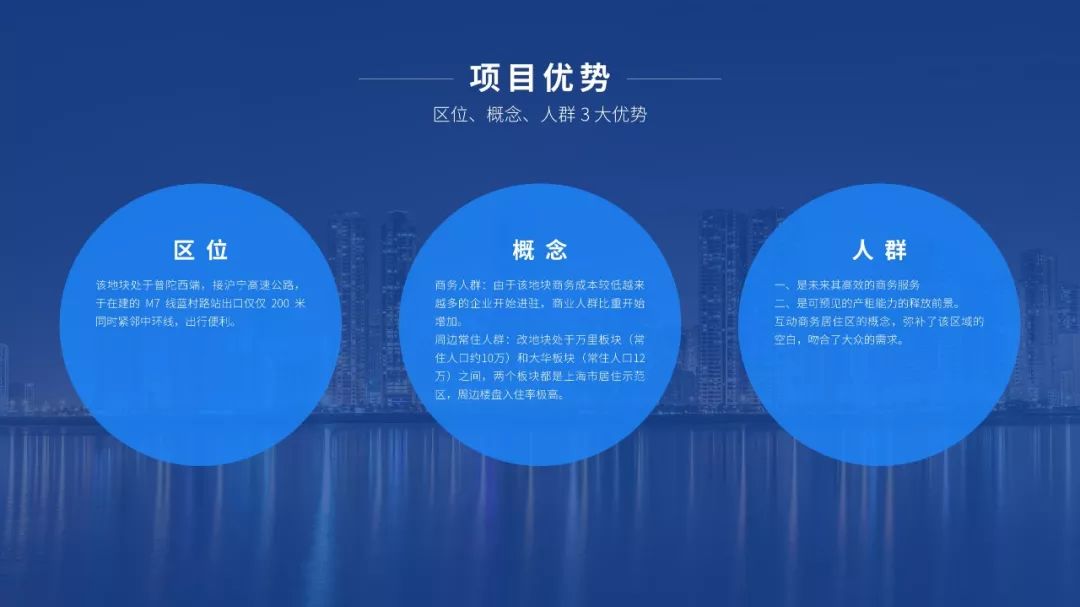 项目优势
区位、概念、人群 3 大优势
区 位
该地块处于普陀西端，接沪宁高速公路，
于在建的 M7 线蓝村路站出口仅仅 200 米
同时紧邻中环线，出行便利。
概 念
商务人群：由于该地块商务成本较低越来
越多的企业开始进驻，商业人群比重开始
增加。
周边常住人群：改地块处于万里板块（常
住人口约10万）和大华板块（常住人口12
万）之间，两个板块都是上海市居住示范
区，周边楼盘入住率极高。
人 群
一、是未来其高效的商务服务
二、是可预见的产租能力的释放前景。
互动商务居住区的概念，弥补了该区域的
空白，吻合了大众的需求。